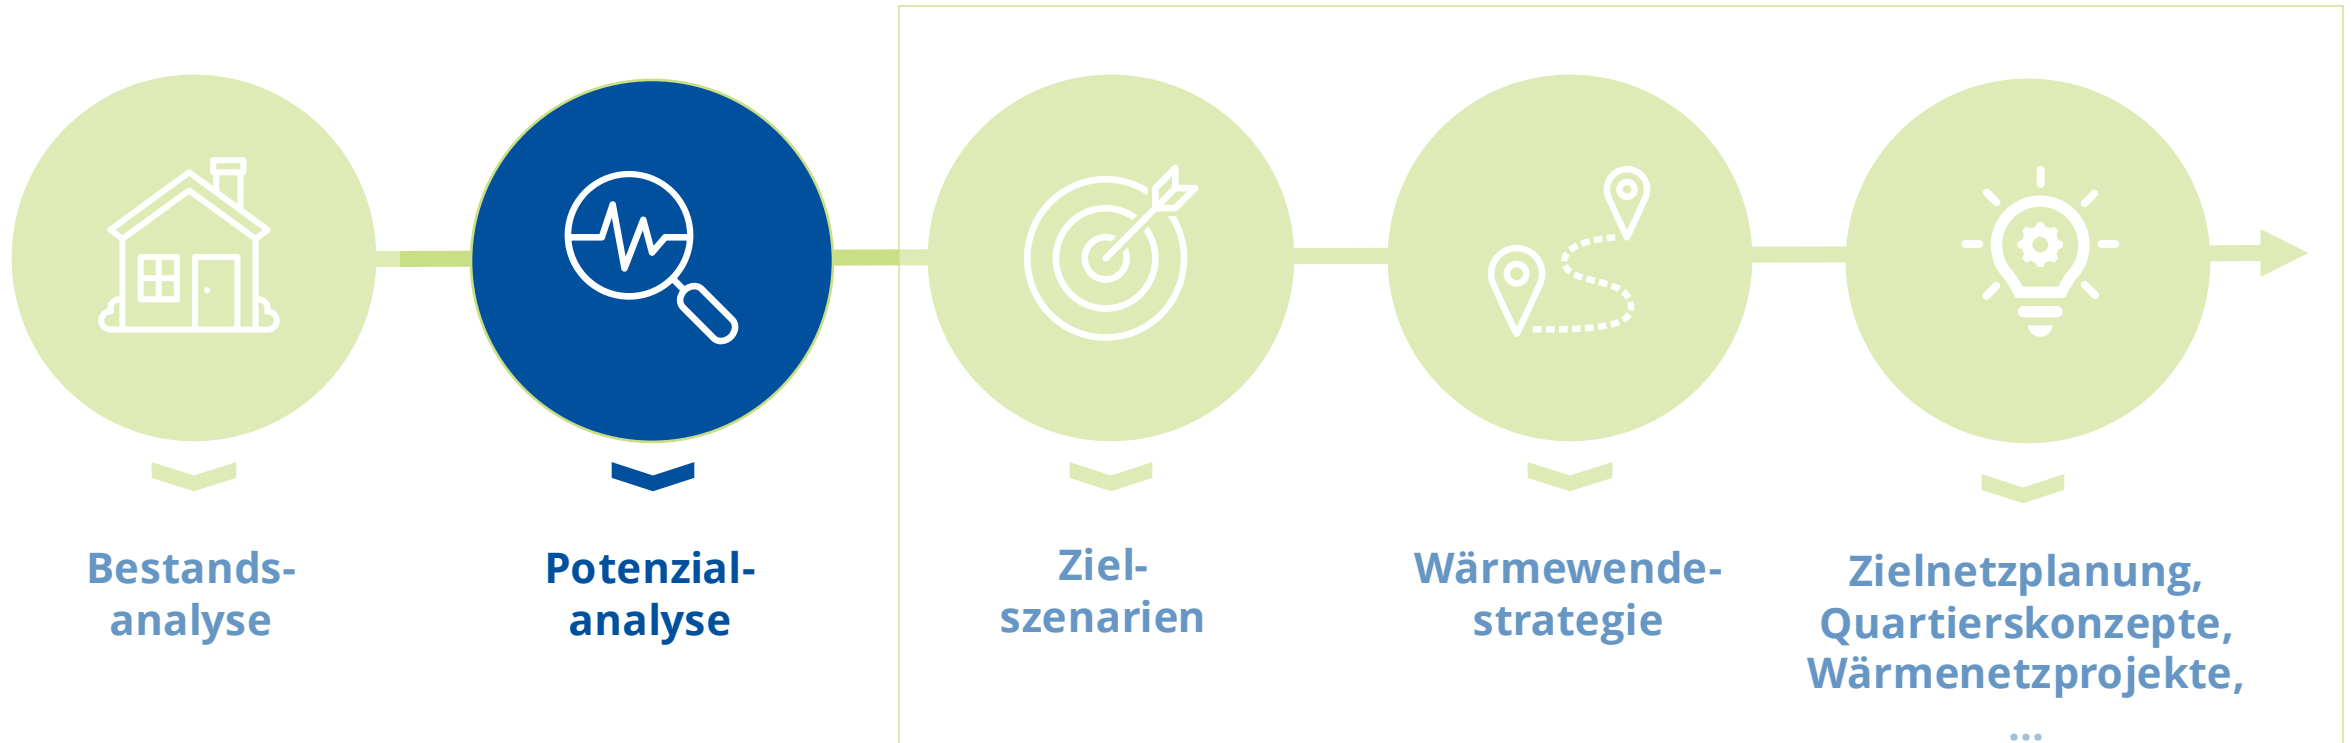 Bestands-
analyse
Potenzial-
analyse
Ziel-
szenarien
Wärmewende-
strategie
Zielnetzplanung,
Quartierskonzepte,
Wärmenetzprojekte,
...